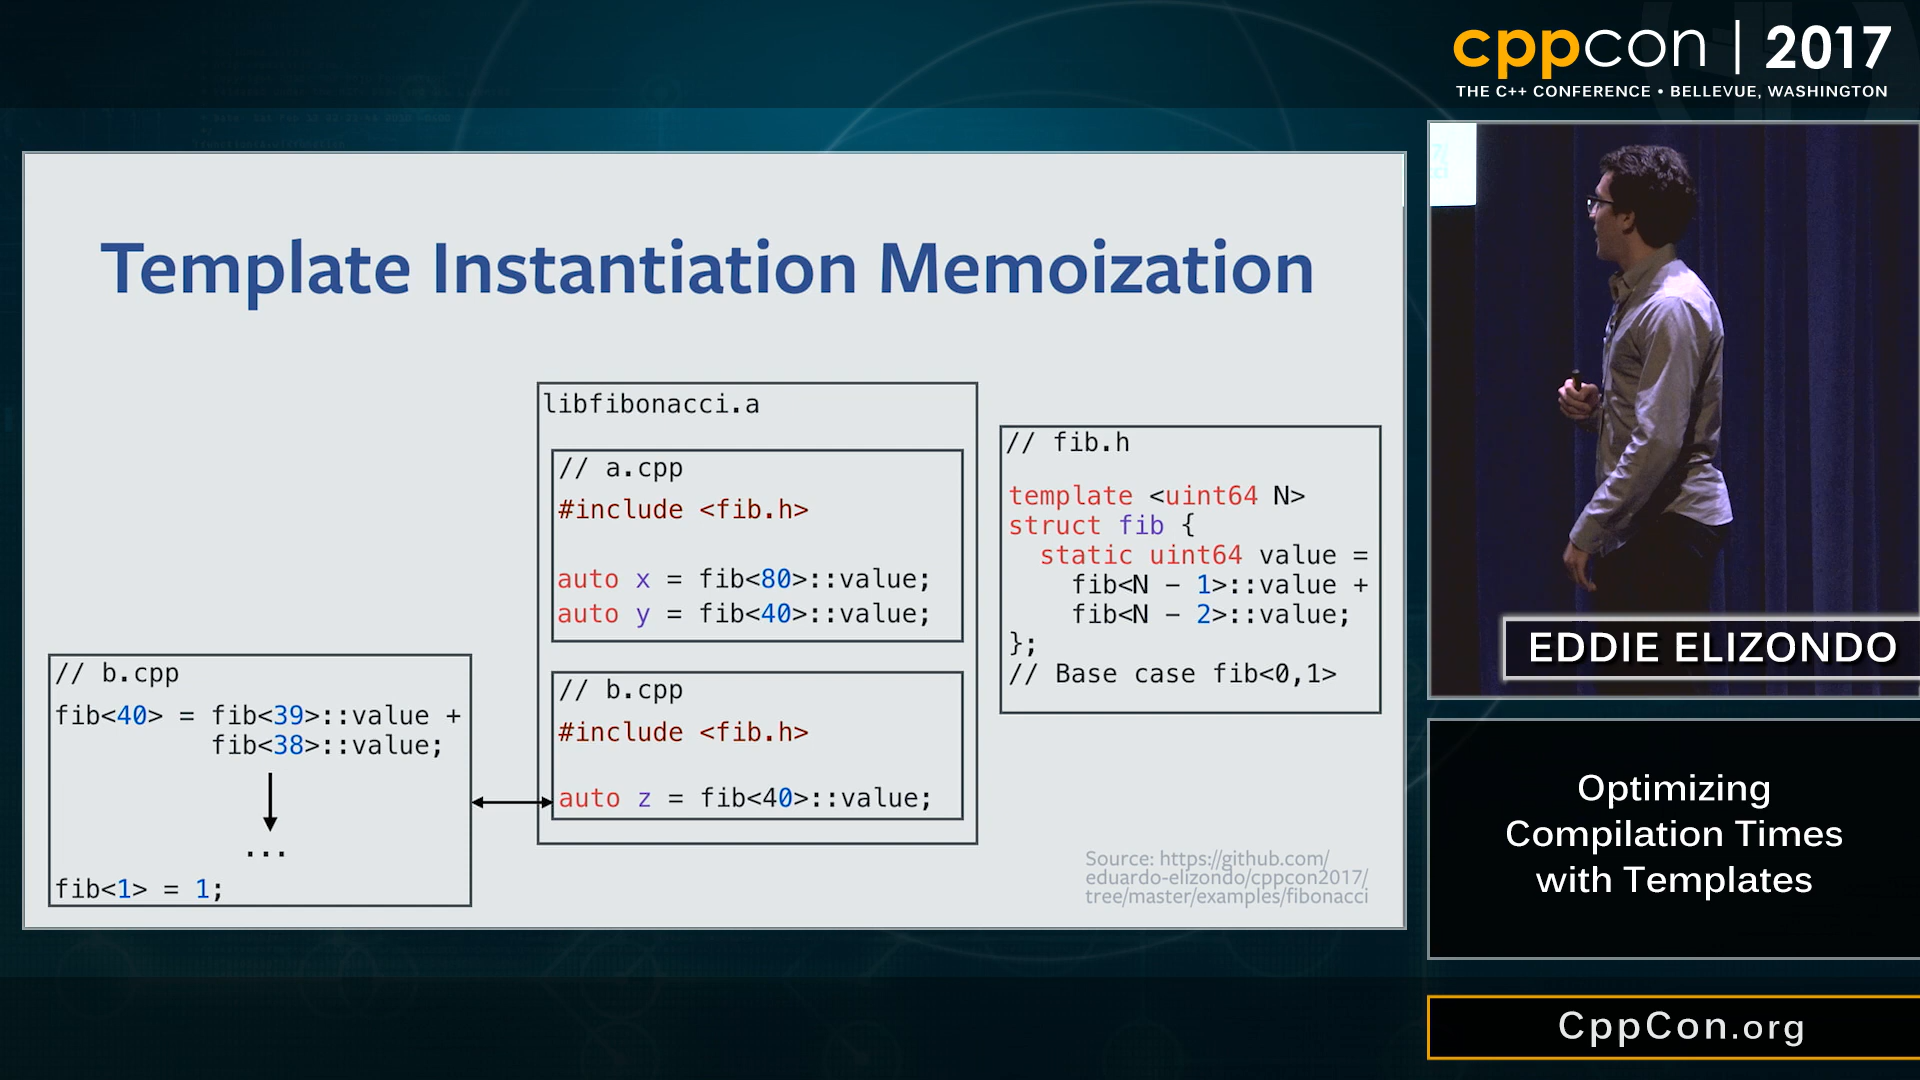 cppcon | 2017
THE C++ CONFERENCE • BELLEVUE, WASHINGTON
Template Instantiation Memoization
libfibonacci.a
// a.cpp
#include <fib.h>
auto x = fib<80>::value;
auto y = fib<40>::value;
// b.cpp
#include <fib.h>
auto z = fib<40>::value;
// fib.h
template <uint64 N>
struct fib {
static uint64 value =
fib<N - 1>::value +
fib<N - 2>::value;
};
// Base case fib<0,1>
// b.cpp
fib<40> = fib<39>::value +
fib<38>::value;
...
fib<1> = 1;
Source: https://github.com/
eduardo-elizondo/cppcon2017/
tree/master/examples/fibonacci
EDDIE ELIZONDO
Optimizing
Compilation Times
with Templates
CppCon.org